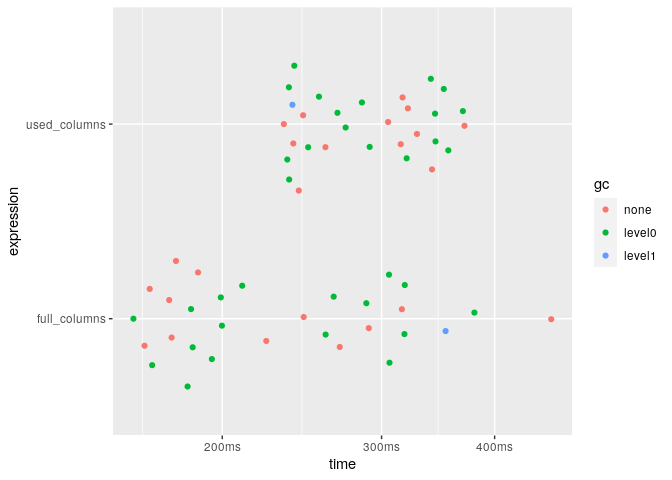 used_columns
full_columns
expression
200ms 300ms 400ms
time
gc
none
level0
level1